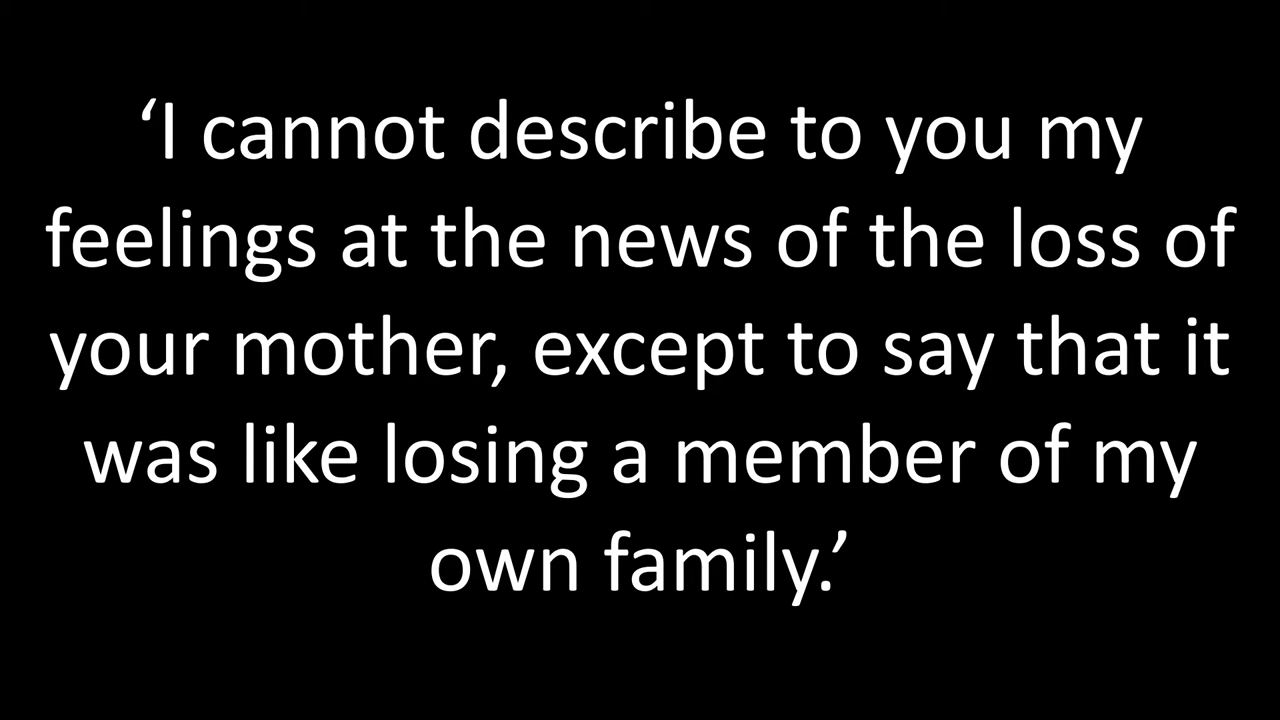 ‘I cannot describe to you my
feelings at the news of the loss of
your mother, except to say that it
was like losing a member of my
own family.’